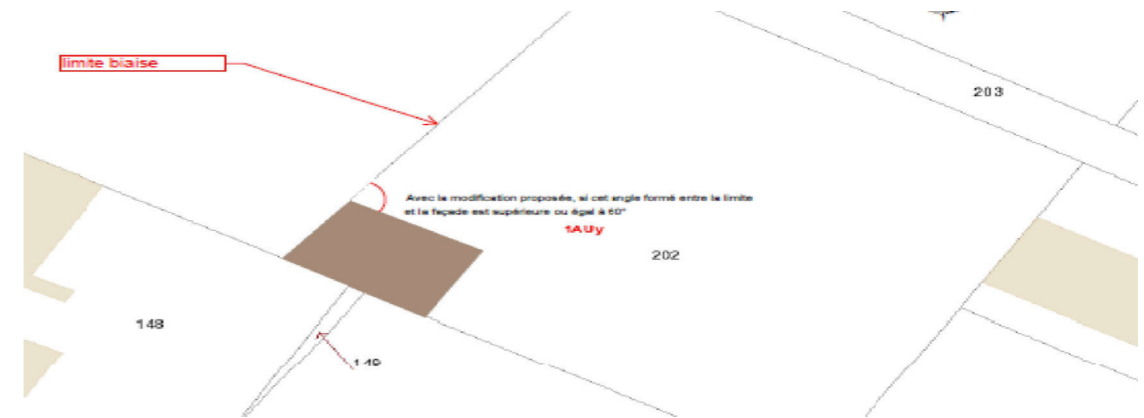 limite biaise
203
Avec la modification proposée, si cet angle formé entre la limite
et la façade est supérieure ou égal à 60°
1AUy
202
148
149